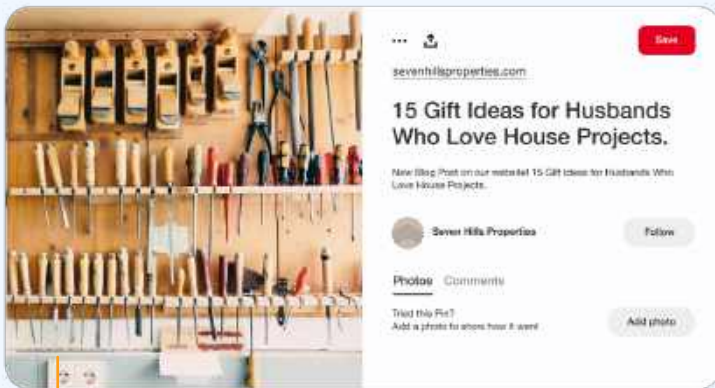 Save
sevenhillsproperties.com
15 Gift Ideas for Husbands
Who Love House Projects.
New Blog Post on our website! 15 Gift Ideas for Husbands Who
Love House Projects.
Seven Hills Properties
Follow
Photos Comments
Tried this Pin?
Add a photo to show how it went
Add photo